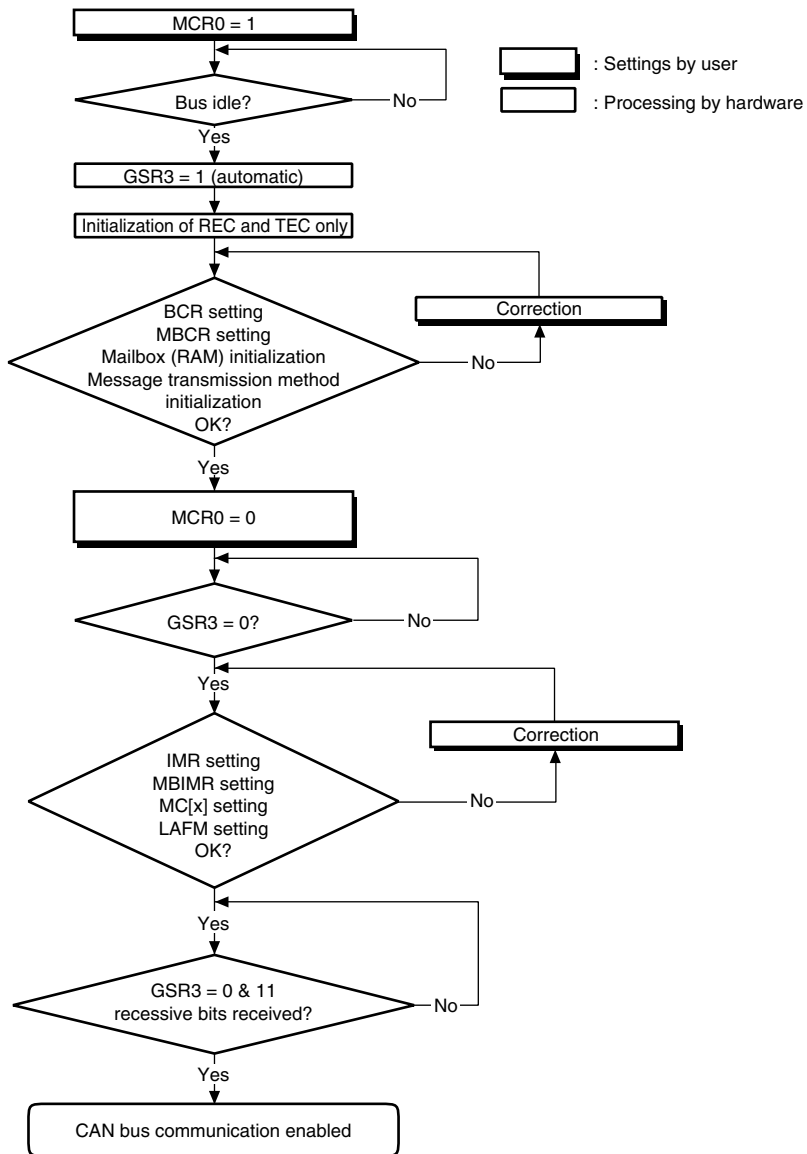 MCR0 = 1
: Settings by user
: Processing by hardware
Bus idle?
No
Yes
GSR3 = 1 (automatic)
Initialization of REC and TEC only
BCR setting
MBCR setting
Mailbox (RAM) initialization
Message transmission method
initialization
OK?
Correction
No
Yes
MCR0 = 0
GSR3 = 0?
No
Yes
IMR setting
MBIMR setting
MC[x] setting
LAFM setting
OK?
Correction
No
Yes
GSR3 = 0 & 11
recessive bits received?
No
Yes
CAN bus communication enabled